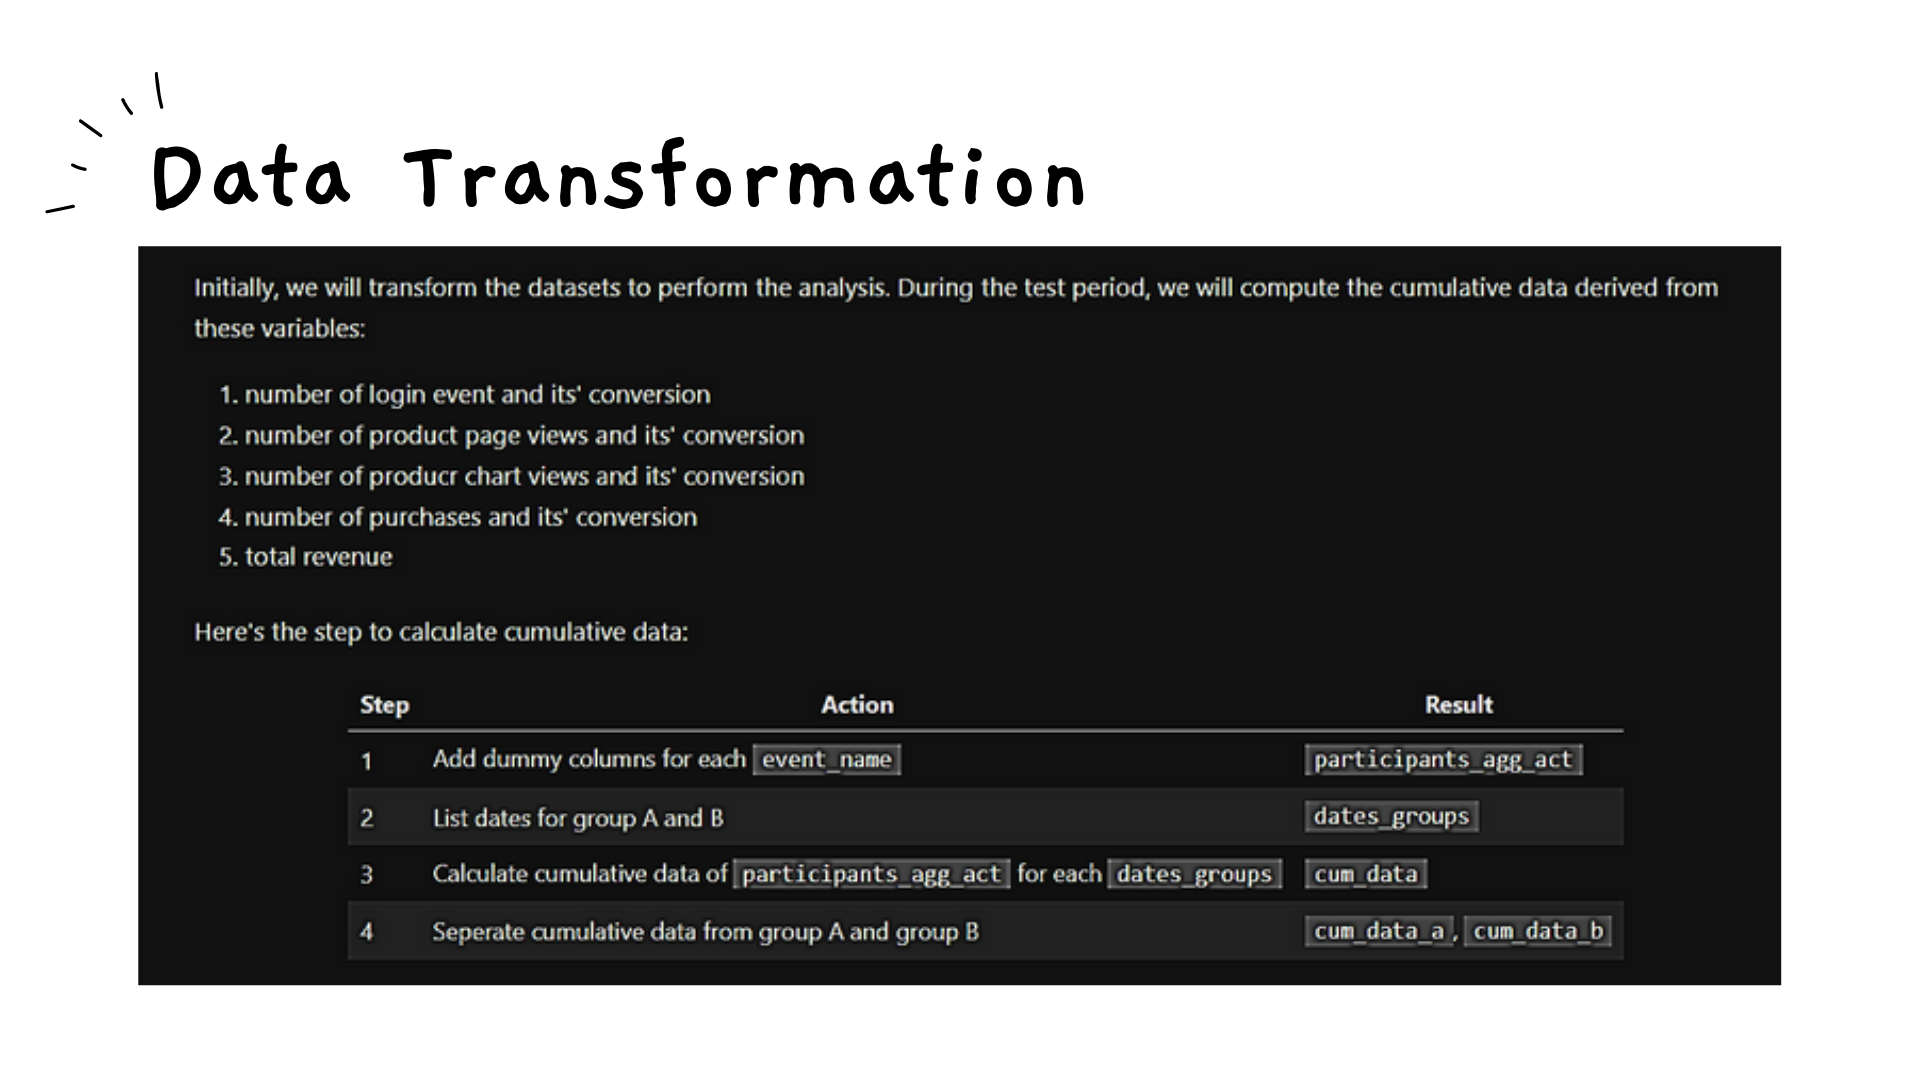 Data Transformation
Initially, we will transform the datasets to perform the analysis. During the test period, we will compute the cumulative data derived from
these variables:
1. number of login event and its' conversion
2. number of product page views and its' conversion
3. number of producr chart views and its' conversion
4. number of purchases and its' conversion
5. total revenue
Here's the step to calculate cumulative data:
Step Action Result
1 Add dummy columns for each event_name participants_agg_act
2 List dates for group A and B dates_groups
3 Calculate cumulative data of participants_agg_act for each dates_groups cum_data
4 Seperate cumulative data from group A and group B cum_data_a, cum_data_b